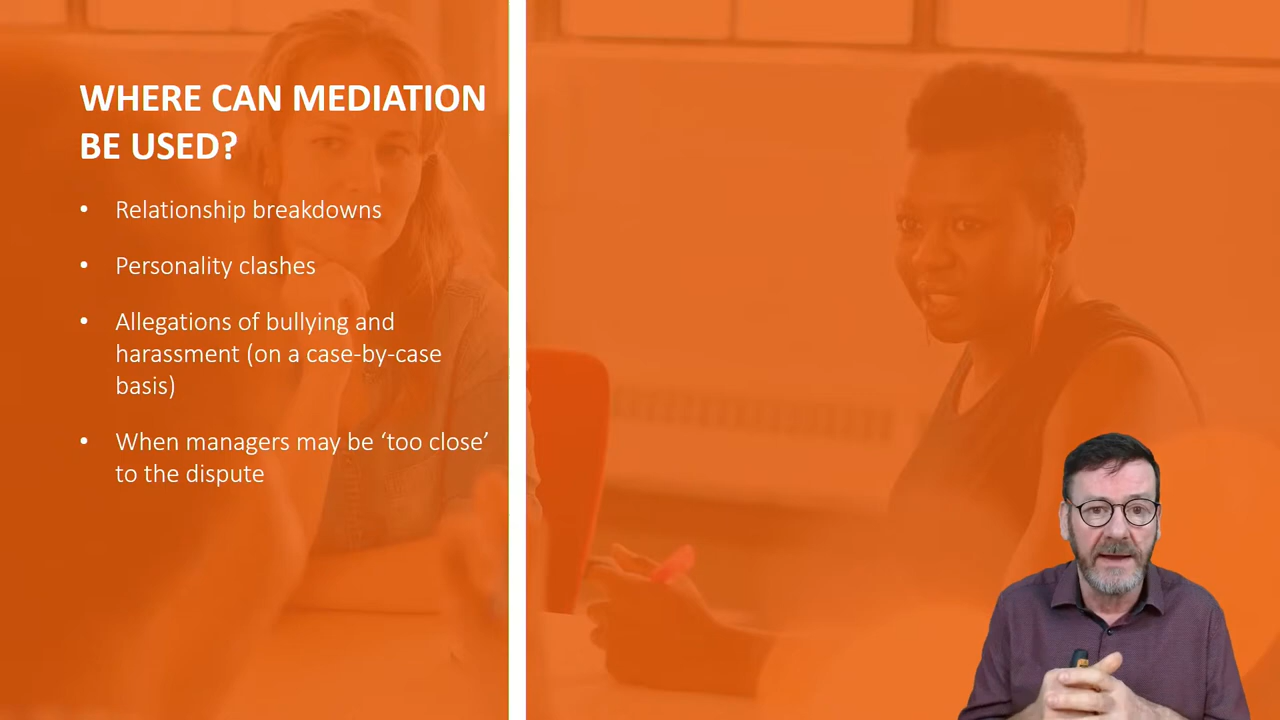 WHERE CAN MEDIATION
BE USED?
• Relationship breakdowns
• Personality clashes
• Allegations of bullying and
harassment (on a case-by-case
basis)
• When managers may be ‘too close’
to the dispute